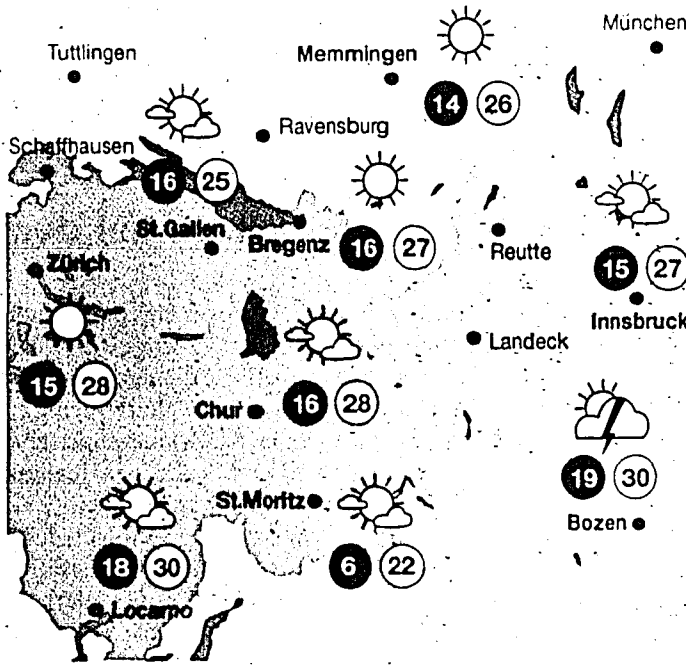 München
Tuttlingen
Memmingen
14 26
Ravensburg
Schaffhausen
16 25
St.Gallen
Bregenz
16 27
Reutte
Zürich
15 27
Innsbruck
Landeck
15 28
Chur
16 28
19 30
St.Moritz
Bozen
18 30
6 22
Locarno